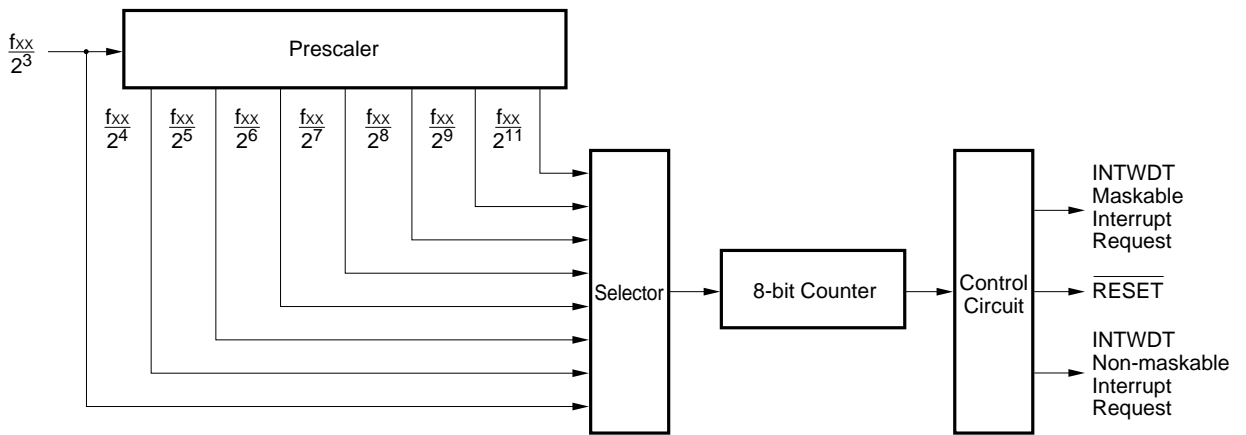 Prescaler
fxx
2³
fxx
2⁴
fxx
2⁵
fxx
2⁶
fxx
2⁷
fxx
2⁸
fxx
2⁹
fxx
2¹¹
Selector
8-bit Counter
Control
Circuit
INTWDT
Maskable
Interrupt
Request
RESET
INTWDT
Non-maskable
Interrupt
Request